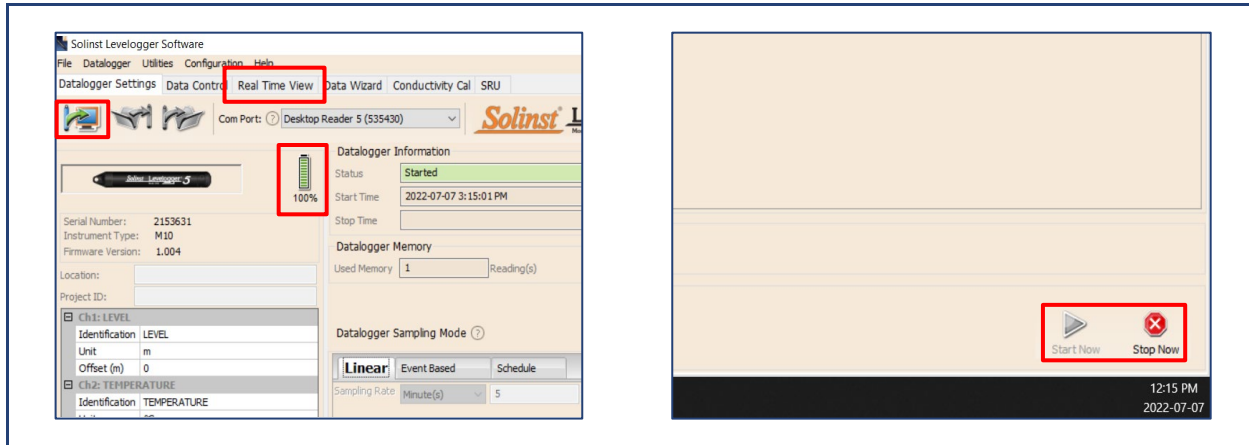 Solinst Levelogger Software
File Datalogger Utilities Configuration Help
Datalogger Settings Data Control Real Time View Data Wizard Conductivity Cal SRU
Com Port: ? Desktop Reader 5 (535430)
Solinst
Solinst Levelogger 5
100%
Serial Number: 2153631
Instrument Type: M10
Firmware Version: 1.004
Location:
Project ID:
Ch1: LEVEL
Identification LEVEL
Unit m
Offset (m) 0
Ch2: TEMPERATURE
Identification TEMPERATURE
Datalogger Information
Status Started
Start Time 2022-07-07 3:15:01 PM
Stop Time
Datalogger Memory
Used Memory 1 Reading(s)
Datalogger Sampling Mode ?
Linear Event Based Schedule
Sampling Rate Minute(s) 5
Start Now Stop Now
12:15 PM
2022-07-07